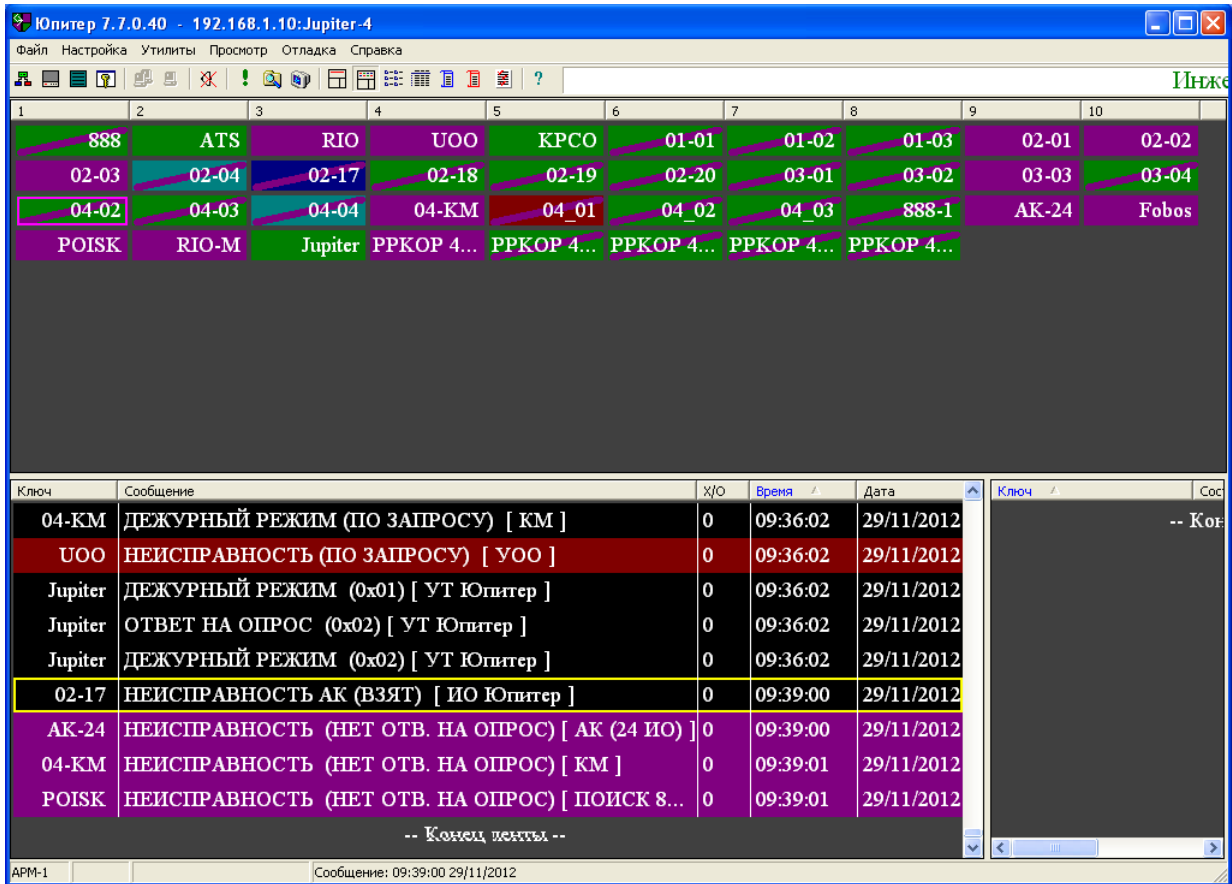 Юпитер 7.7.0.40 - 192.168.1.10:Jupiter-4
Файл Настройка Утилиты Просмотр Отладка Справка
Инже
1 2 3 4 5 6 7 8 9 10
888 ATS RIO UOO КРСО 01-01 01-02 01-03 02-01 02-02
02-03 02-04 02-17 02-18 02-19 02-20 03-01 03-02 03-03 03-04
04-02 04-03 04-04 04-KM 04_01 04_02 04_03 888-1 AK-24 Fobos
POISK RIO-M Jupiter PPKOP 4... PPKOP 4... PPKOP 4... PPKOP 4... PPKOP 4...
Ключ Сообщение Х/О Время Дата Ключ Сос
04-KM ДЕЖУРНЫЙ РЕЖИМ (ПО ЗАПРОСУ) [ КМ ] 0 09:36:02 29/11/2012 -- Кон
UOO НЕИСПРАВНОСТЬ (ПО ЗАПРОСУ) [ УОО ] 0 09:36:02 29/11/2012
Jupiter ДЕЖУРНЫЙ РЕЖИМ (0x01) [ УТ Юпитер ] 0 09:36:02 29/11/2012
Jupiter ОТВЕТ НА ОПРОС (0x02) [ УТ Юпитер ] 0 09:36:02 29/11/2012
Jupiter ДЕЖУРНЫЙ РЕЖИМ (0x02) [ УТ Юпитер ] 0 09:36:02 29/11/2012
02-17 НЕИСПРАВНОСТЬ АК (ВЗЯТ) [ ИО Юпитер ] 0 09:39:00 29/11/2012
AK-24 НЕИСПРАВНОСТЬ (НЕТ ОТВ. НА ОПРОС) [ АК (24 ИО) ] 0 09:39:00 29/11/2012
04-KM НЕИСПРАВНОСТЬ (НЕТ ОТВ. НА ОПРОС) [ КМ ] 0 09:39:01 29/11/2012
POISK НЕИСПРАВНОСТЬ (НЕТ ОТВ. НА ОПРОС) [ ПОИСК 8... 0 09:39:01 29/11/2012
-- Конец ленты --
АРМ-1 Сообщение: 09:39:00 29/11/2012